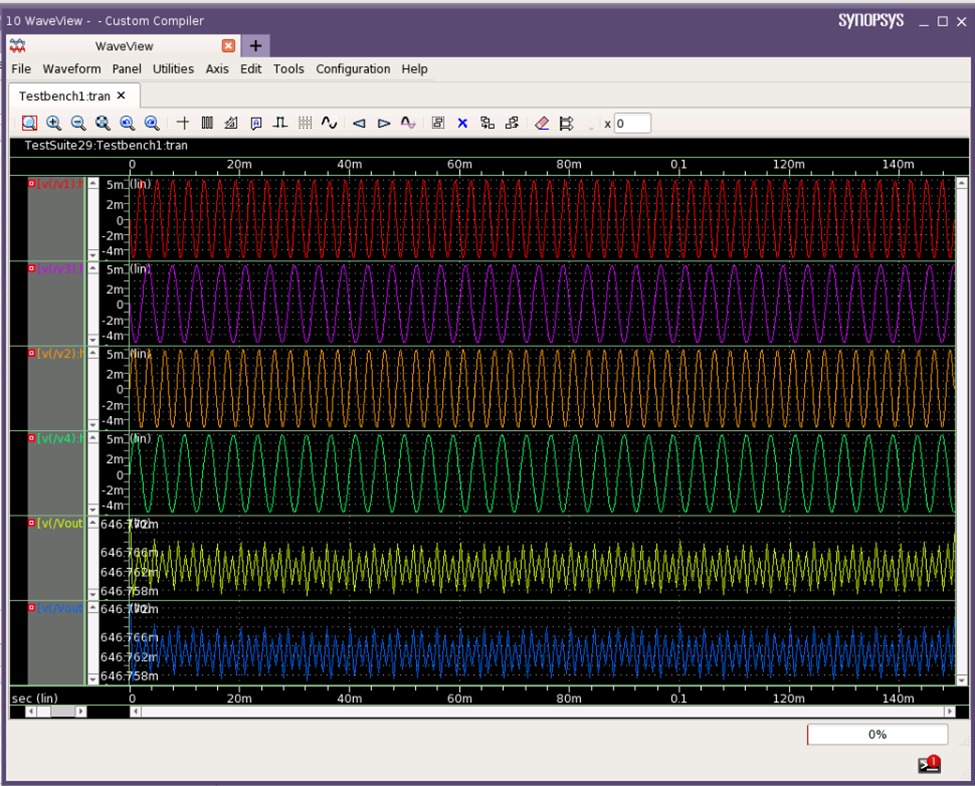 10 WaveView - - Custom Compiler
SYNOPSYS
WaveView
File Waveform Panel Utilities Axis Edit Tools Configuration Help
Testbench1:tran
x 0
TestSuite29:Testbench1:tran
0 20m 40m 60m 80m 0.1 120m 140m
[v(/v1):
5m (lin)
2m
0
-2m
-4m
[v(/v3):
5m (lin)
2m
0
-2m
-4m
[v(/v2):
5m (lin)
2m
0
-2m
-4m
[v(/v4):
5m (lin)
2m
0
-2m
-4m
[v(/Vout
646.772m
646.766m
646.762m
646.758m
[v(/Vout
646.772m
646.766m
646.762m
646.758m
sec (lin)
0 20m 40m 60m 80m 0.1 120m 140m
0%
1